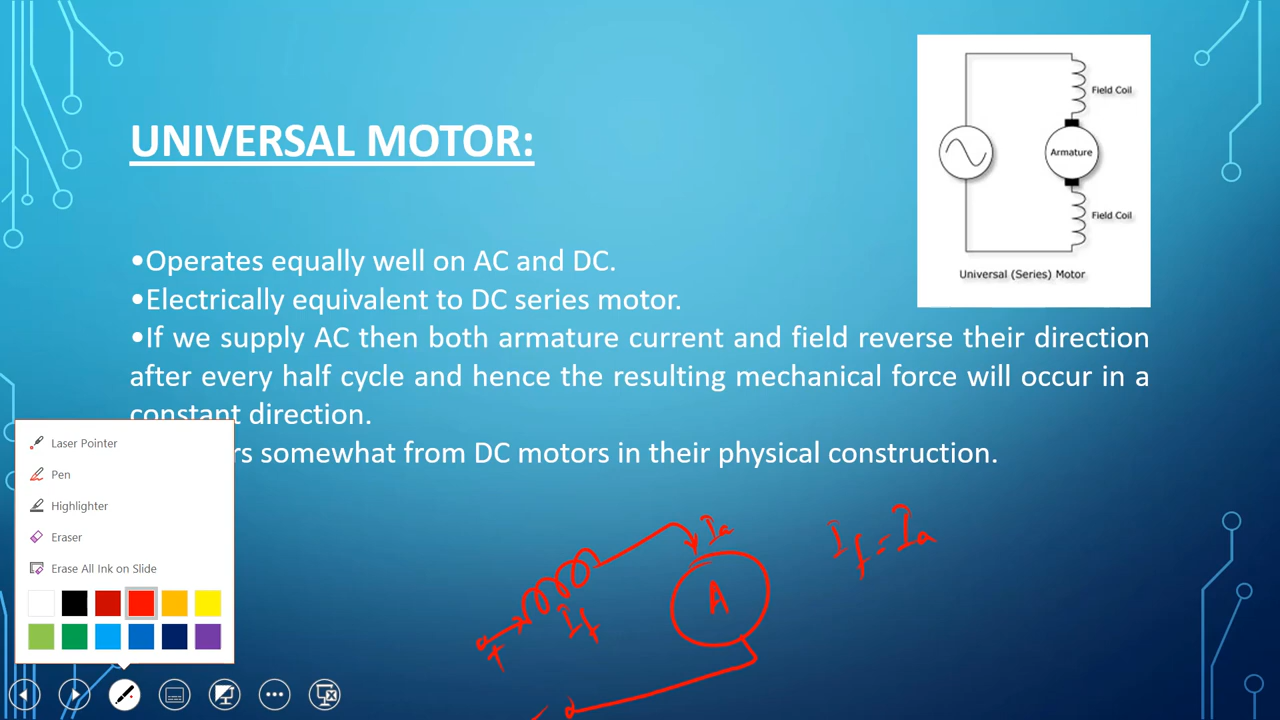 UNIVERSAL MOTOR:
Field Coil
Armature
Field Coil
Universal (Series) Motor
•Operates equally well on AC and DC.
•Electrically equivalent to DC series motor.
•If we supply AC then both armature current and field reverse their direction
after every half cycle and hence the resulting mechanical force will occur in a
constant direction.
somewhat from DC motors in their physical construction.
Laser Pointer
Pen
Highlighter
Eraser
Erase All Ink on Slide
Ia
If = Ia
A
If
+